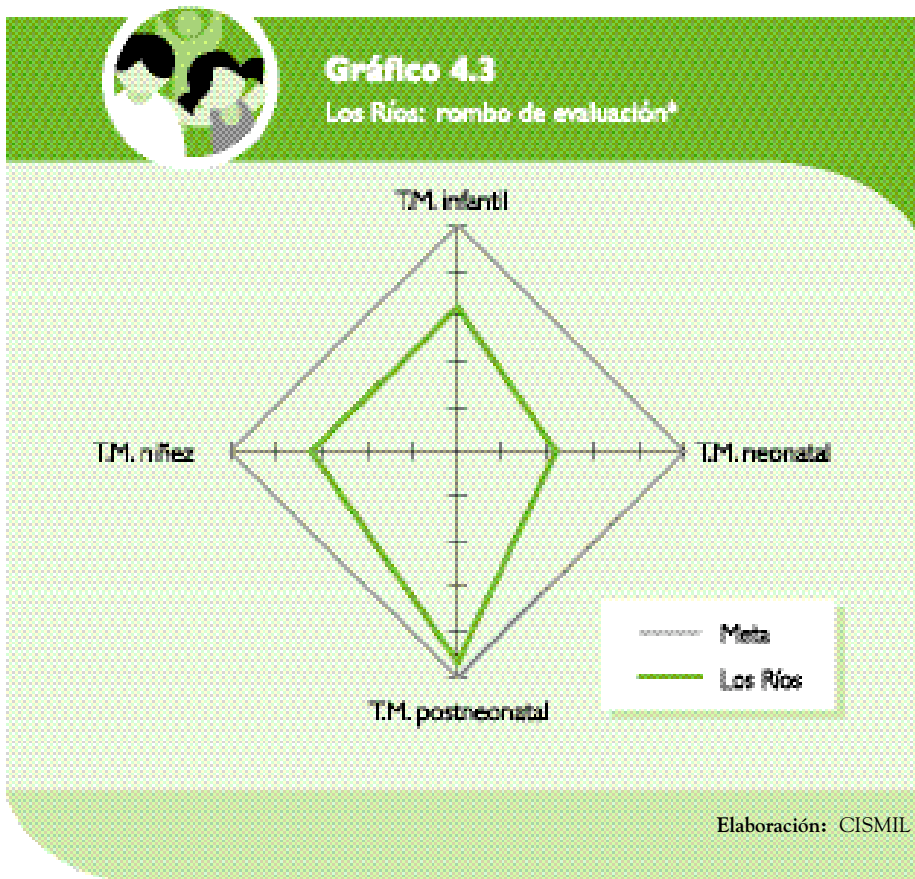 Gráfico 4.3
Los Ríos: rombo de evaluación*
T.M. infantil
T.M. niñez
T.M. neonatal
T.M. postneonatal
Meta
Los Ríos
Elaboración: CISMIL